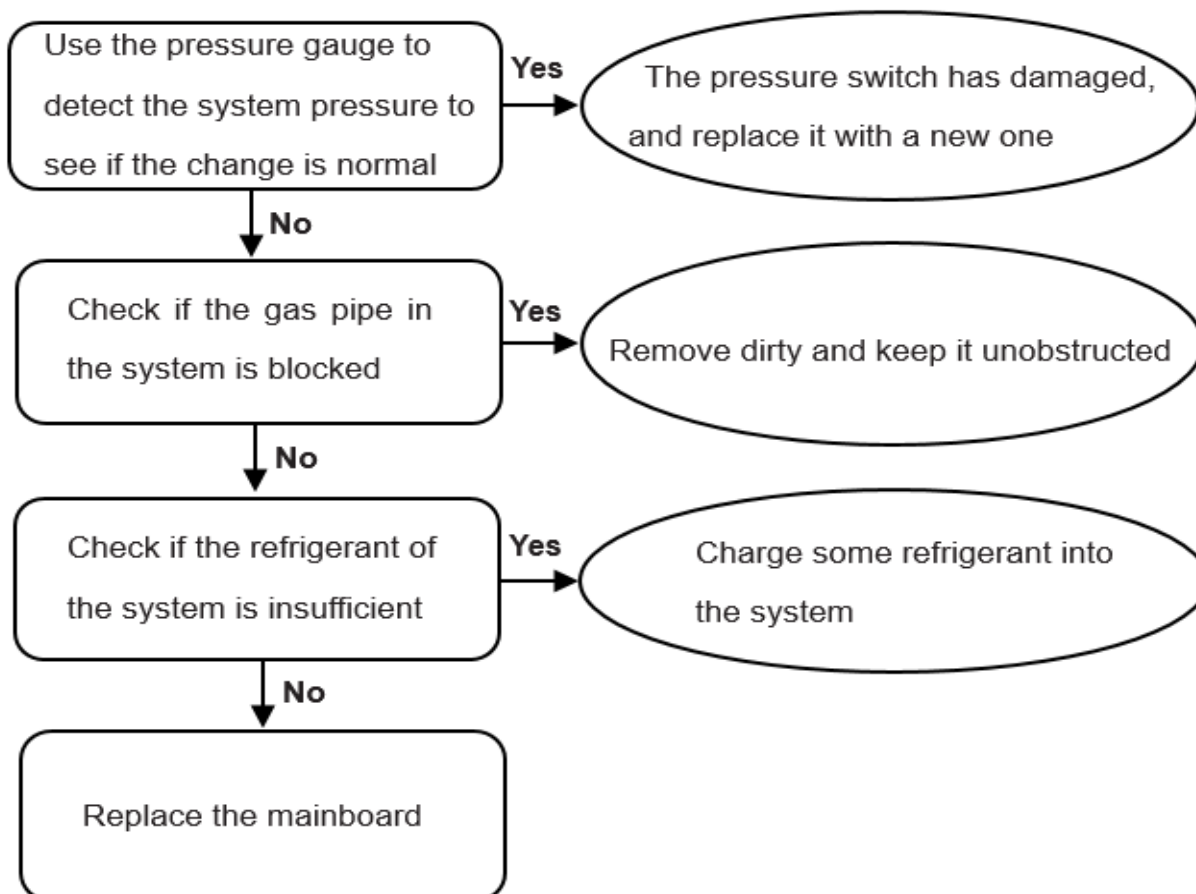 Use the pressure gauge to
detect the system pressure to
see if the change is normal
Yes
The pressure switch has damaged,
and replace it with a new one
No
Check if the gas pipe in
the system is blocked
Yes
Remove dirty and keep it unobstructed
No
Check if the refrigerant of
the system is insufficient
Yes
Charge some refrigerant into
the system
No
Replace the mainboard